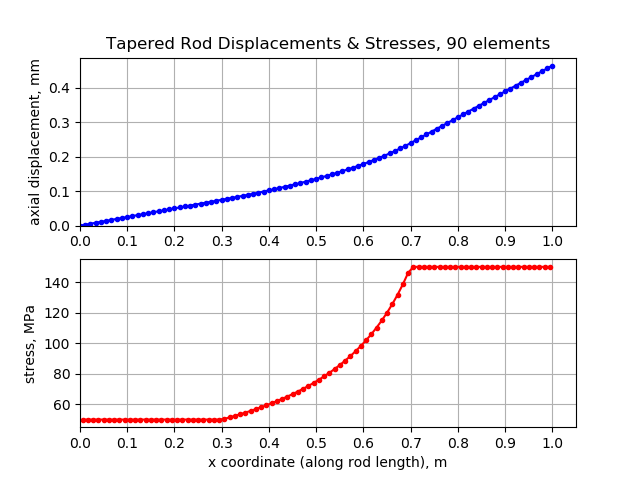 Tapered Rod Displacements & Stresses, 90 elements
axial displacement, mm
0.4
0.3
0.2
0.1
0.0
0.0 0.1 0.2 0.3 0.4 0.5 0.6 0.7 0.8 0.9 1.0
stress, MPa
140
120
100
80
60
0.0 0.1 0.2 0.3 0.4 0.5 0.6 0.7 0.8 0.9 1.0
x coordinate (along rod length), m